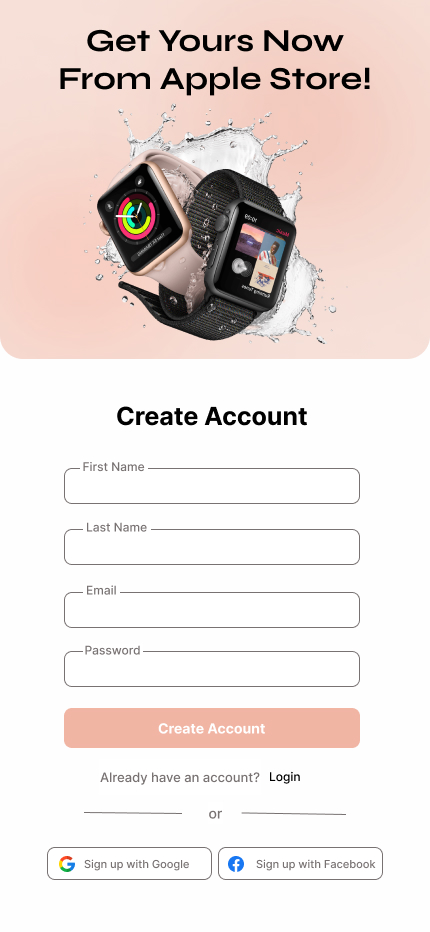 Get Yours Now
From Apple Store!
Create Account
First Name
Last Name
Email
Password
Create Account
Already have an account? Login
or
Sign up with Google
Sign up with Facebook